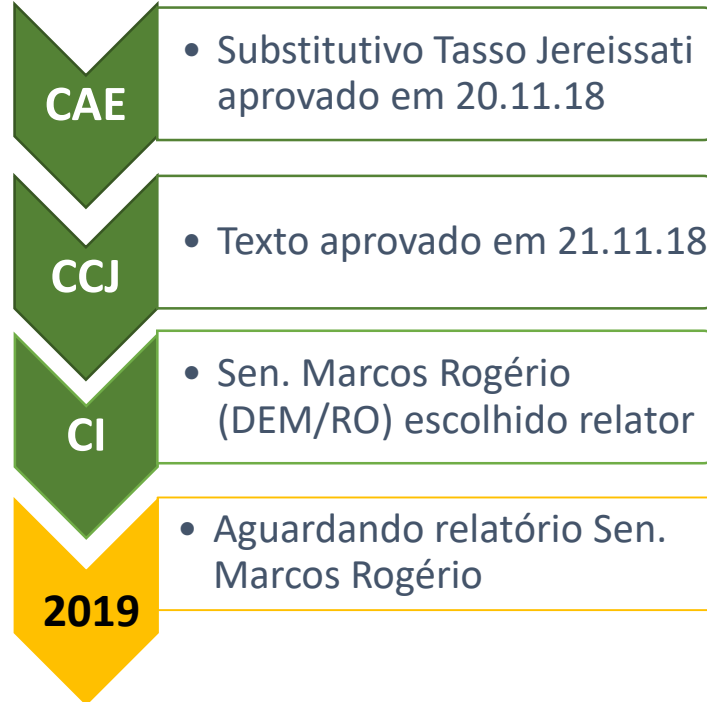 CAE
• Substitutivo Tasso Jereissati
aprovado em 20.11.18
CCJ
• Texto aprovado em 21.11.18
CI
• Sen. Marcos Rogério
(DEM/RO) escolhido relator
2019
• Aguardando relatório Sen.
Marcos Rogério